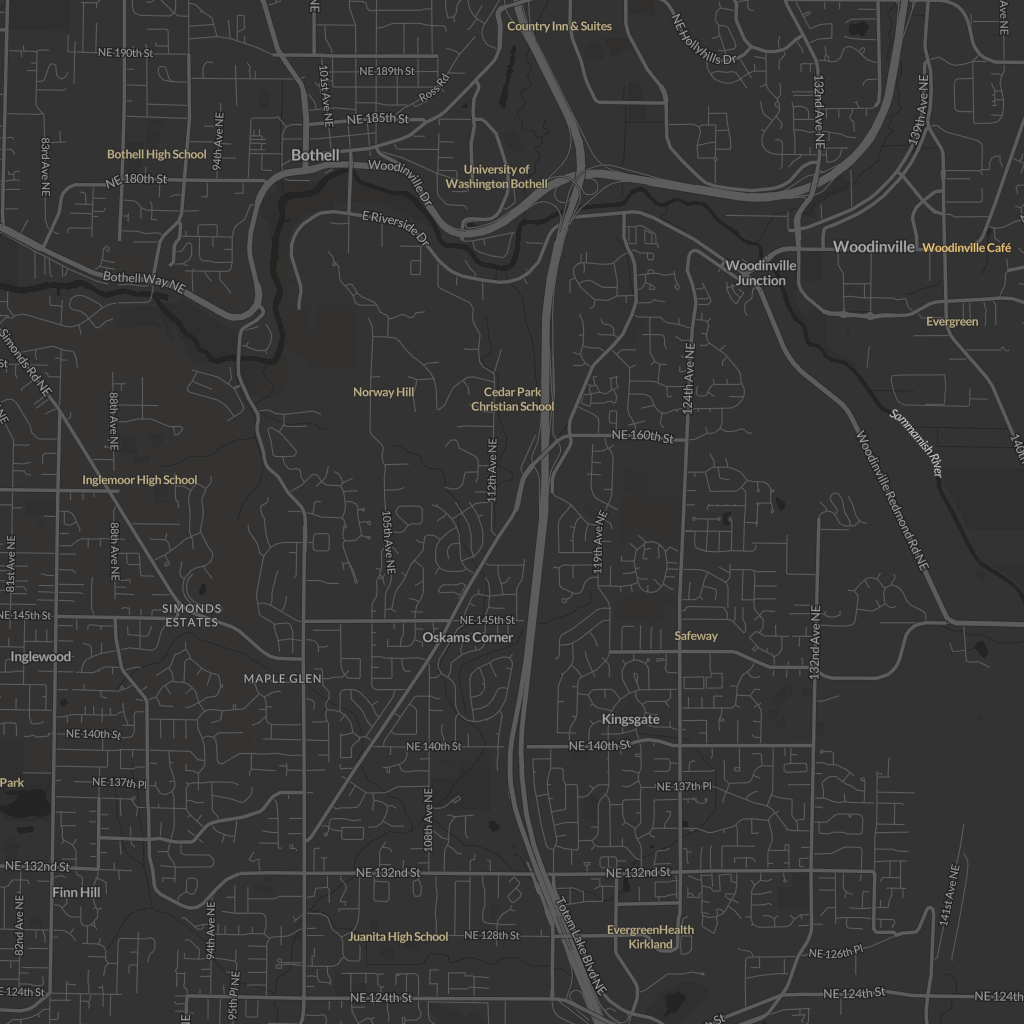 Country Inn & Suites
NE
Ave NE
NE Hollyhills Dr
NE 190th St
NE 189th St
101st Ave NE
Ross Rd
132nd Ave NE
139th Ave NE
NE 185th St
94th Ave NE
83rd Ave NE
Bothell High School
Bothell
Woodinville Dr
University of
Washington Bothell
NE 180th St
E Riverside Dr
Woodinville
Woodinville Café
Woodinville
Junction
Bothell Way NE
Evergreen
Simonds Rd NE
St
NE
124th Ave NE
88th Ave NE
Norway Hill
Cedar Park
Christian School
NE 160th St
Sammamish River
140th
Woodinville Redmond Rd NE
112th Ave NE
Inglemoor High School
105th Ave NE
119th Ave NE
88th Ave NE
81st Ave NE
SIMONDS
ESTATES
NE 145th St
NE 145th St
Oskams Corner
Safeway
132nd Ave NE
Inglewood
MAPLE GLEN
Kingsgate
NE 140th St
NE 140th St
NE 140th St
Park
NE 137th Pl
NE 137th Pl
108th Ave NE
NE 132nd St
NE 132nd St
NE 132nd St
Finn Hill
141st Ave NE
82nd Ave NE
94th Ave NE
Totem Lake Blvd NE
Juanita High School
NE 128th St
EvergreenHealth
Kirkland
NE 126th Pl
95th Pl NE
E 124th St
NE 124th St
NE 124th St
NE 124th
NE
h St